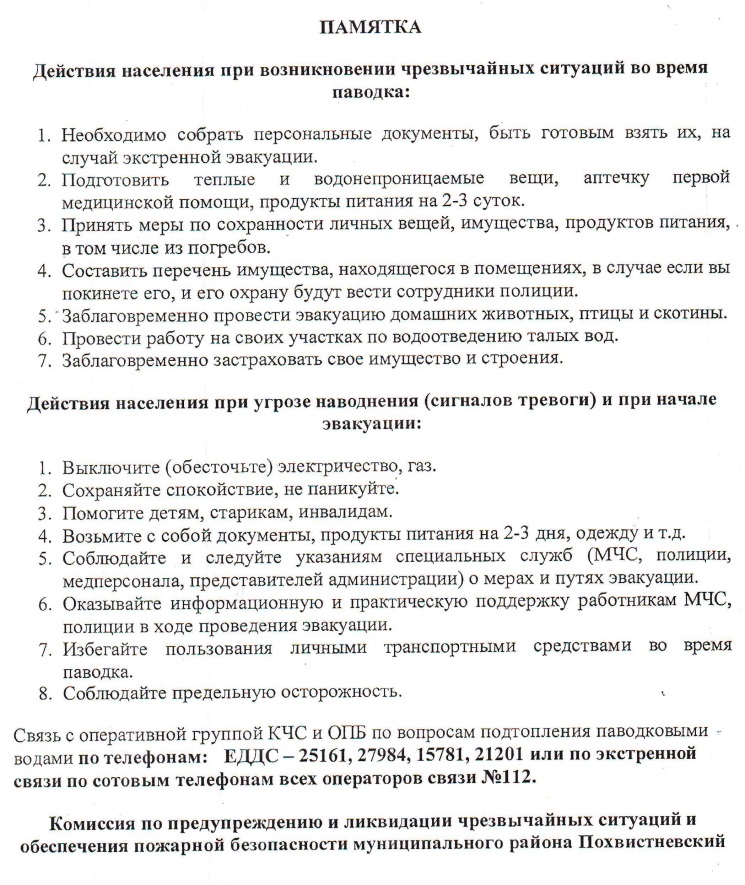 ПАМЯТКА
Действия населения при возникновении чрезвычайных ситуаций во время
паводка:
1. Необходимо собрать персональные документы, быть готовым взять их, на
случай экстренной эвакуации.
2. Подготовить теплые и водонепроницаемые вещи, аптечку первой
медицинской помощи, продукты питания на 2-3 суток.
3. Принять меры по сохранности личных вещей, имущества, продуктов питания,
в том числе из погребов.
4. Составить перечень имущества, находящегося в помещениях, в случае если вы
покинете его, и его охрану будут вести сотрудники полиции.
5. Заблаговременно провести эвакуацию домашних животных, птицы и скотины.
6. Провести работу на своих участках по водоотведению талых вод.
7. Заблаговременно застраховать свое имущество и строения.
Действия населения при угрозе наводнения (сигналов тревоги) и при начале
эвакуации:
1. Выключите (обесточьте) электричество, газ.
2. Сохраняйте спокойствие, не паникуйте.
3. Помогите детям, старикам, инвалидам.
4. Возьмите с собой документы, продукты питания на 2-3 дня, одежду и т.д.
5. Соблюдайте и следуйте указаниям специальных служб (МЧС, полиции,
медперсонала, представителей администрации) о мерах и путях эвакуации.
6. Оказывайте информационную и практическую поддержку работникам МЧС,
полиции в ходе проведения эвакуации.
7. Избегайте пользования личными транспортными средствами во время
паводка.
8. Соблюдайте предельную осторожность.
Связь с оперативной группой КЧС и ОПБ по вопросам подтопления паводковыми
водами по телефонам: ЕДДС – 25161, 27984, 15781, 21201 или по экстренной
связи по сотовым телефонам всех операторов связи №112.
Комиссия по предупреждению и ликвидации чрезвычайных ситуаций и
обеспечения пожарной безопасности муниципального района Похвистневский